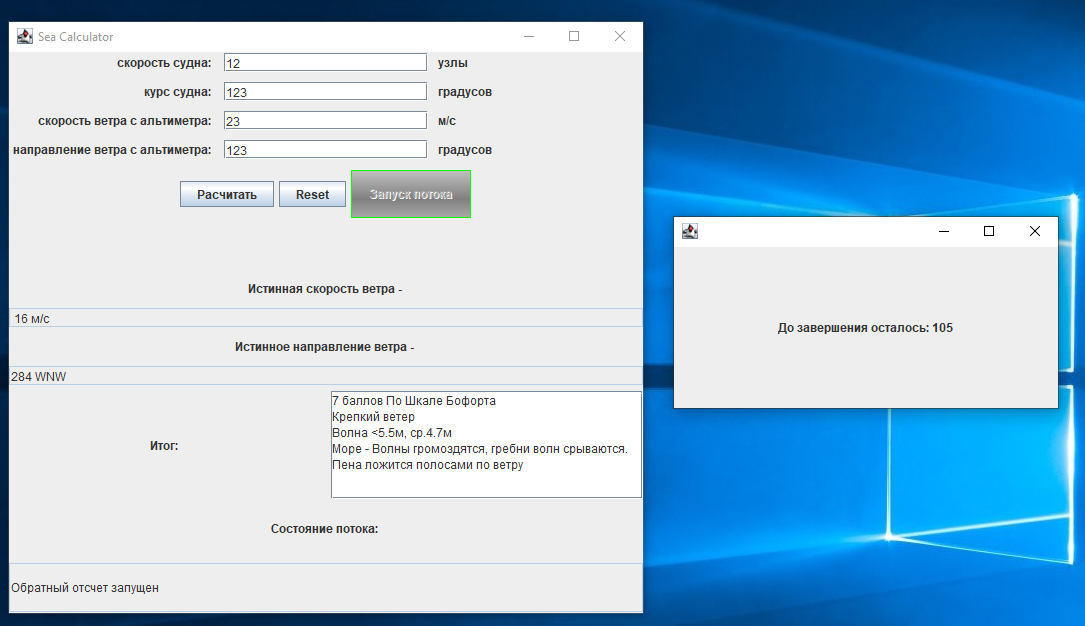 Sea Calculator
скорость судна: 12 узлы
курс судна: 123 градусов
скорость ветра с альтиметра: 23 м/с
направление ветра с альтиметра: 123 градусов
Расчитать Reset Запуск потока
Истинная скорость ветра -
16 м/с
Истинное направление ветра -
284 WNW
Итог:
7 баллов По Шкале Бофорта
Крепкий ветер
Волна <5.5м, ср.4.7м
Море - Волны громоздятся, гребни волн срываются.
Пена ложится полосами по ветру
Состояние потока:
Обратный отсчет запущен
До завершения осталось: 105